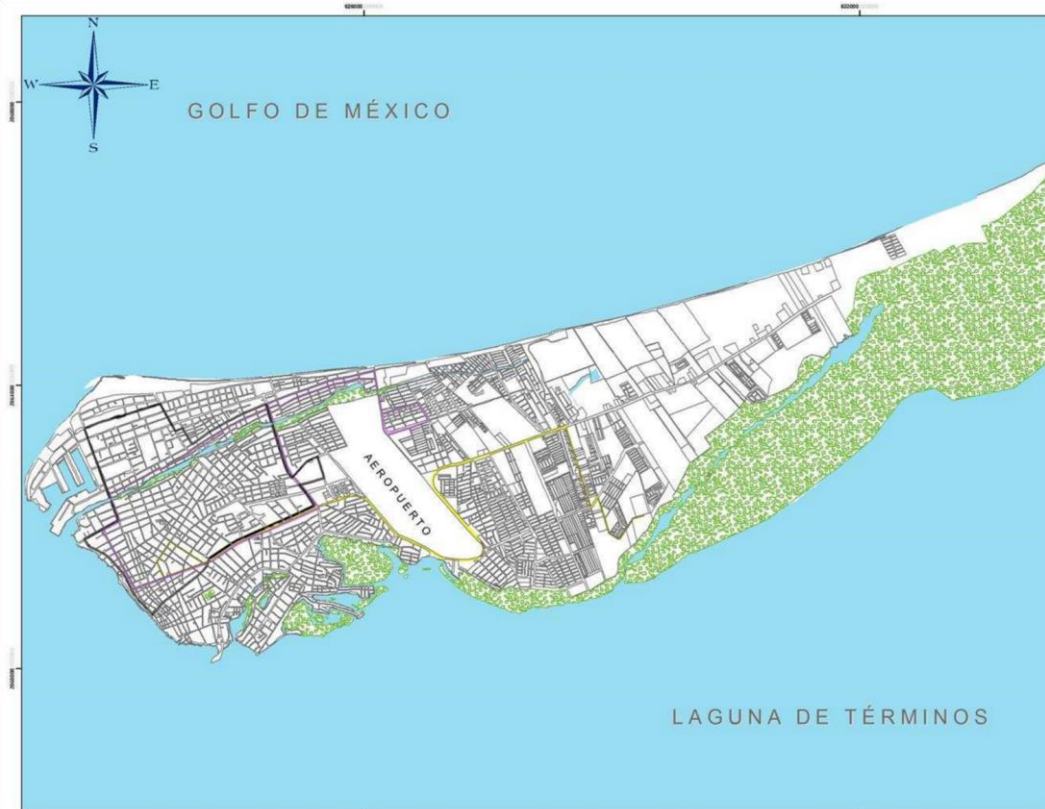 N
W E
S
GOLFO DE MÉXICO
AEROPUERTO
LAGUNA DE TÉRMINOS